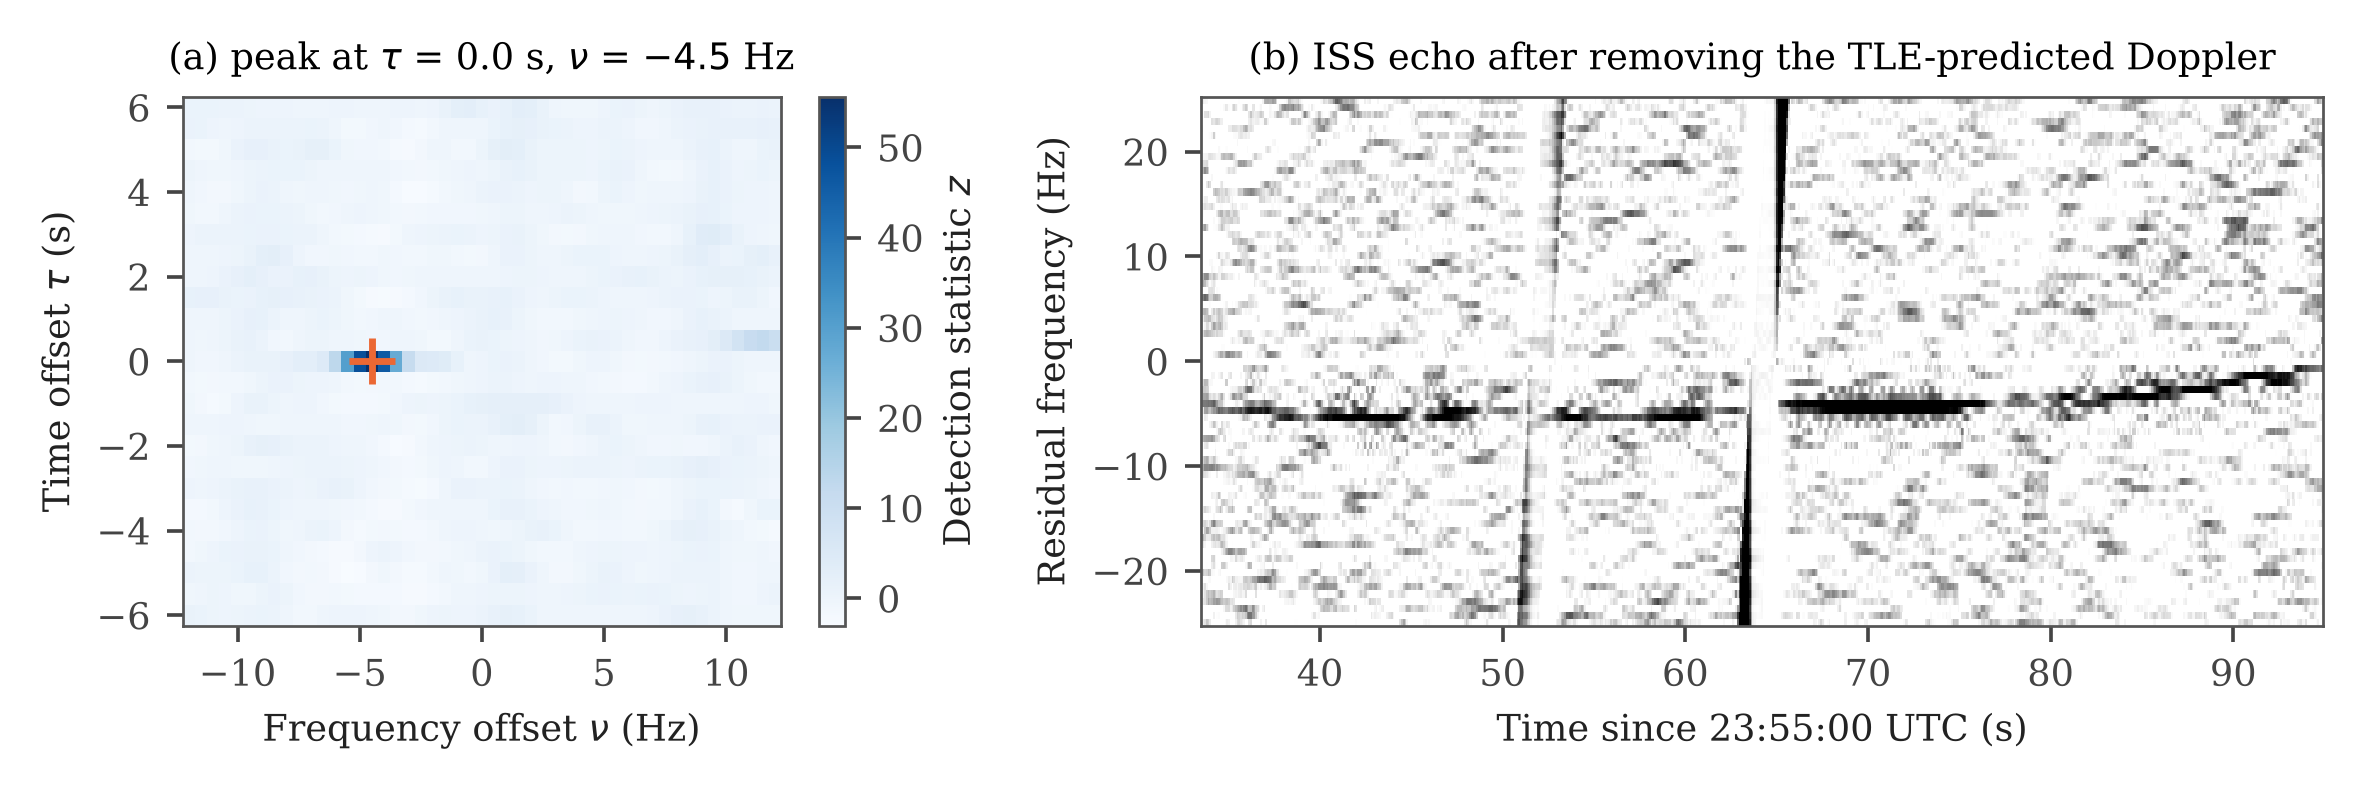 (a) peak at τ = 0.0 s, ν = −4.5 Hz
6
4
2
0
−2
−4
−6
Time offset τ (s)
−10 −5 0 5 10
Frequency offset ν (Hz)
50
40
30
20
10
0
Detection statistic z
(b) ISS echo after removing the TLE-predicted Doppler
20
10
0
−10
−20
Residual frequency (Hz)
40 50 60 70 80 90
Time since 23:55:00 UTC (s)